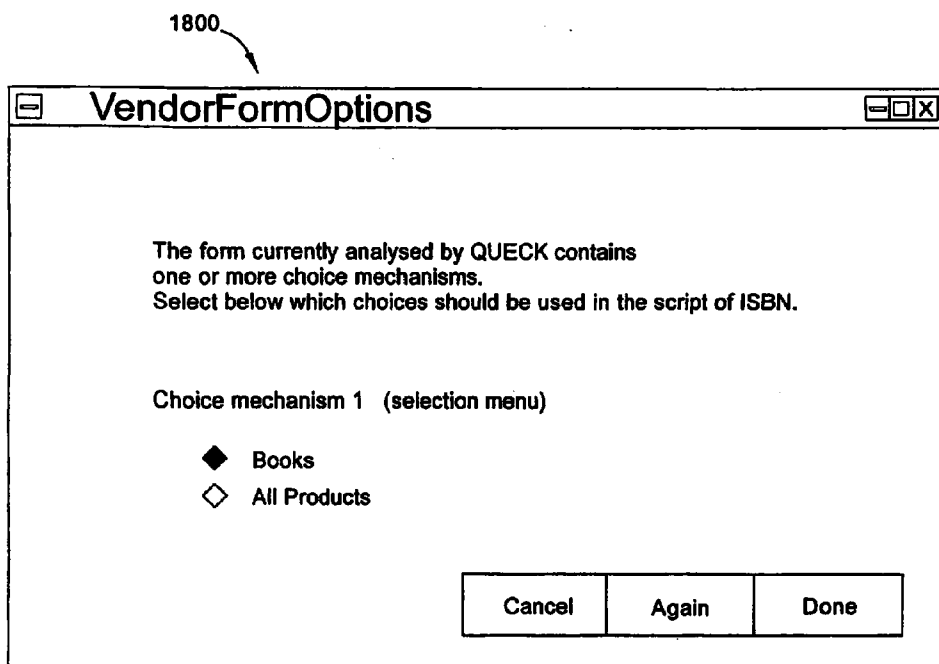 1800
VendorFormOptions
The form currently analysed by QUECK contains
one or more choice mechanisms.
Select below which choices should be used in the script of ISBN.
Choice mechanism 1 (selection menu)
Books
All Products
Cancel Again Done